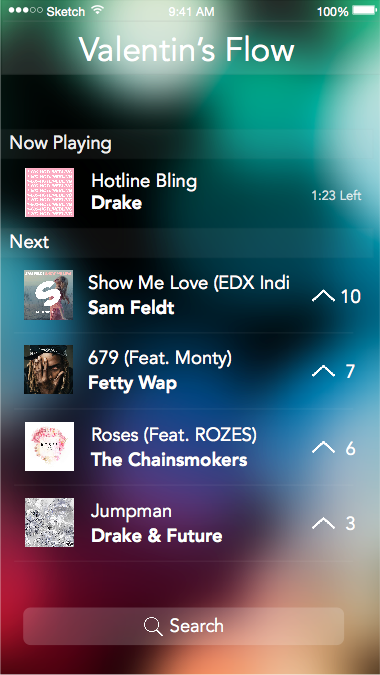 Sketch 9:41 AM 100%
Valentin's Flow
Now Playing
Hotline Bling
Drake
1:23 Left
Next
Show Me Love (EDX Indi
Sam Feldt
10
679 (Feat. Monty)
Fetty Wap
7
Roses (Feat. ROZES)
The Chainsmokers
6
Jumpman
Drake & Future
3
Search